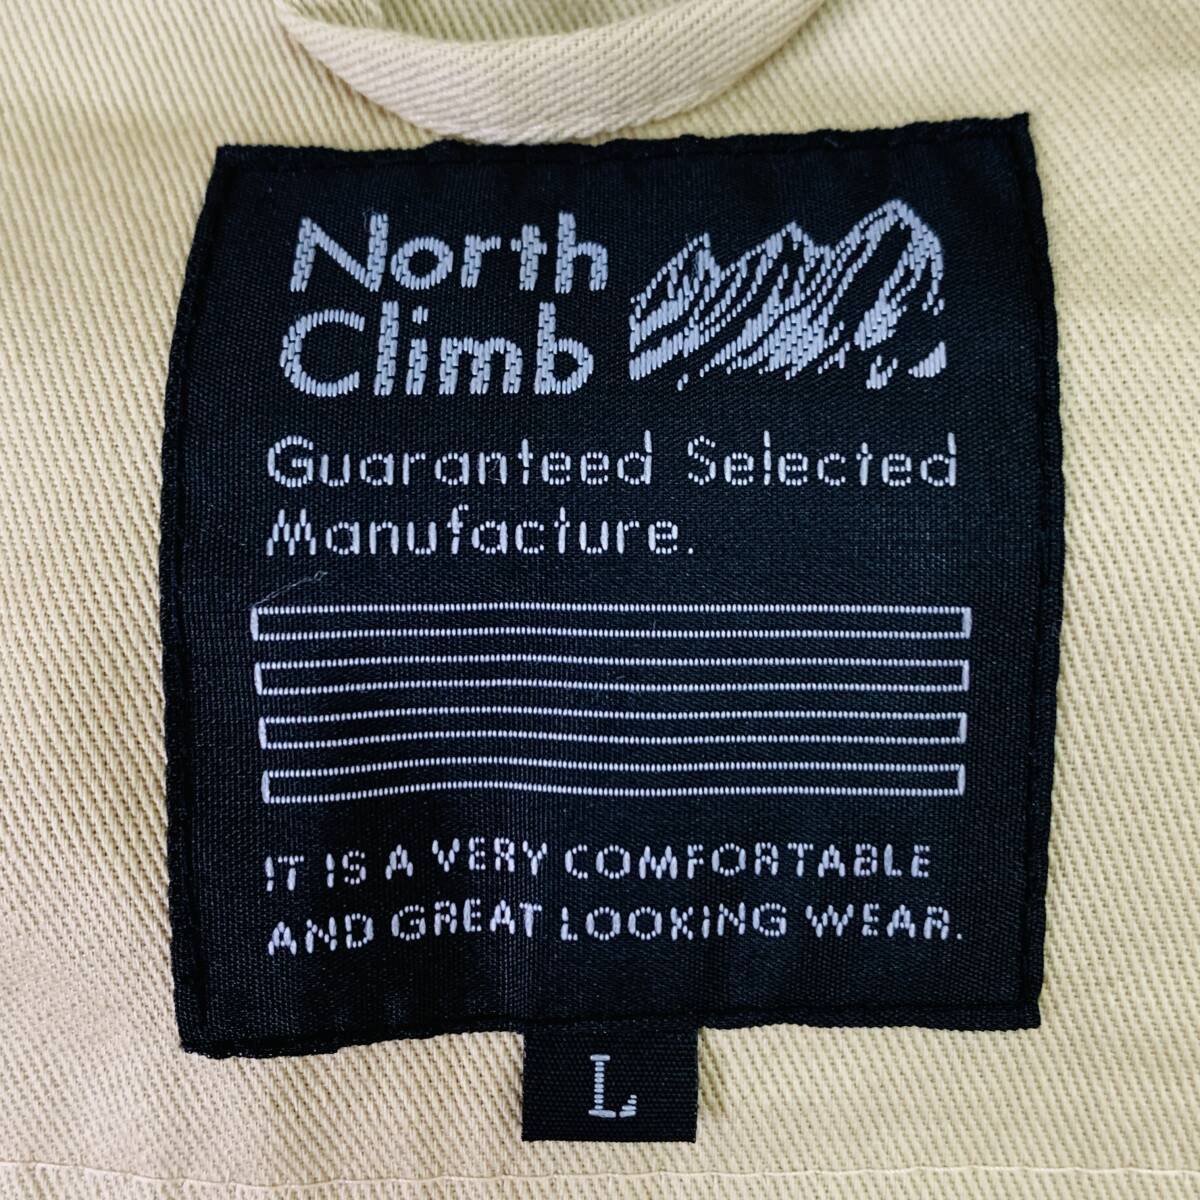 North
Climb
Guaranteed Selected
Manufacture.
IT IS A VERY COMFORTABLE
AND GREAT LOOKING WEAR.
L